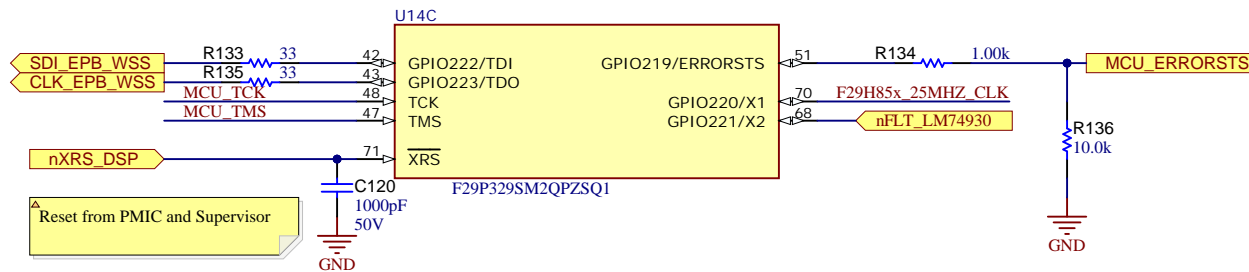 U14C
SDI_EPB_WSS R133 33 42 GPIO222/TDI GPIO219/ERRORSTS 51 R134 1.00k MCU_ERRORSTS
CLK_EPB_WSS R135 33 43 GPIO223/TDO
MCU_TCK 48 TCK GPIO220/X1 70 F29H85x_25MHZ_CLK
MCU_TMS 47 TMS GPIO221/X2 68 nFLT_LM74930
R136
10.0k
nXRS_DSP 71 XRS
F29P329SM2QPZSQ1
C120
1000pF
50V
Reset from PMIC and Supervisor
GND
GND